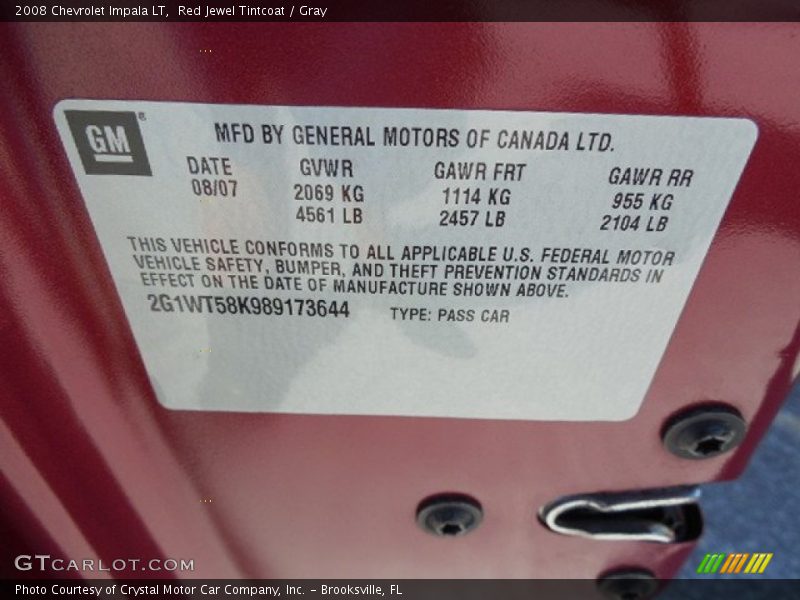 2008 Chevrolet Impala LT, Red Jewel Tintcoat / Gray
GM®
MFD BY GENERAL MOTORS OF CANADA LTD.
DATE GVWR GAWR FRT GAWR RR
08/07 2069 KG 1114 KG 955 KG
4561 LB 2457 LB 2104 LB
THIS VEHICLE CONFORMS TO ALL APPLICABLE U.S. FEDERAL MOTOR
VEHICLE SAFETY, BUMPER, AND THEFT PREVENTION STANDARDS IN
EFFECT ON THE DATE OF MANUFACTURE SHOWN ABOVE.
2G1WT58K989173644 TYPE: PASS CAR
GTCARLOT.COM
Photo Courtesy of Crystal Motor Car Company, Inc. – Brooksville, FL